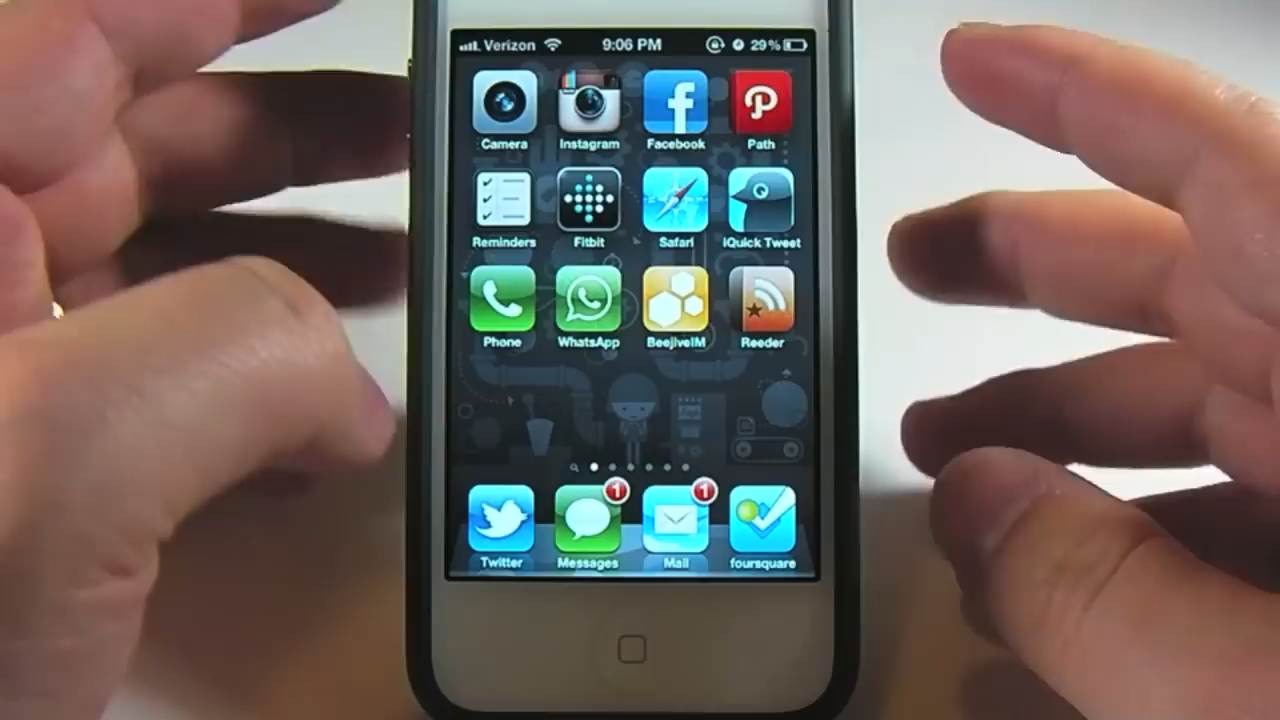 Verizon 9:06 PM 29%
Camera Instagram Facebook Path
Reminders Fitbit Safari iQuick Tweet
Phone WhatsApp BeejiveIM Reeder
1 1
Twitter Messages Mail foursquare